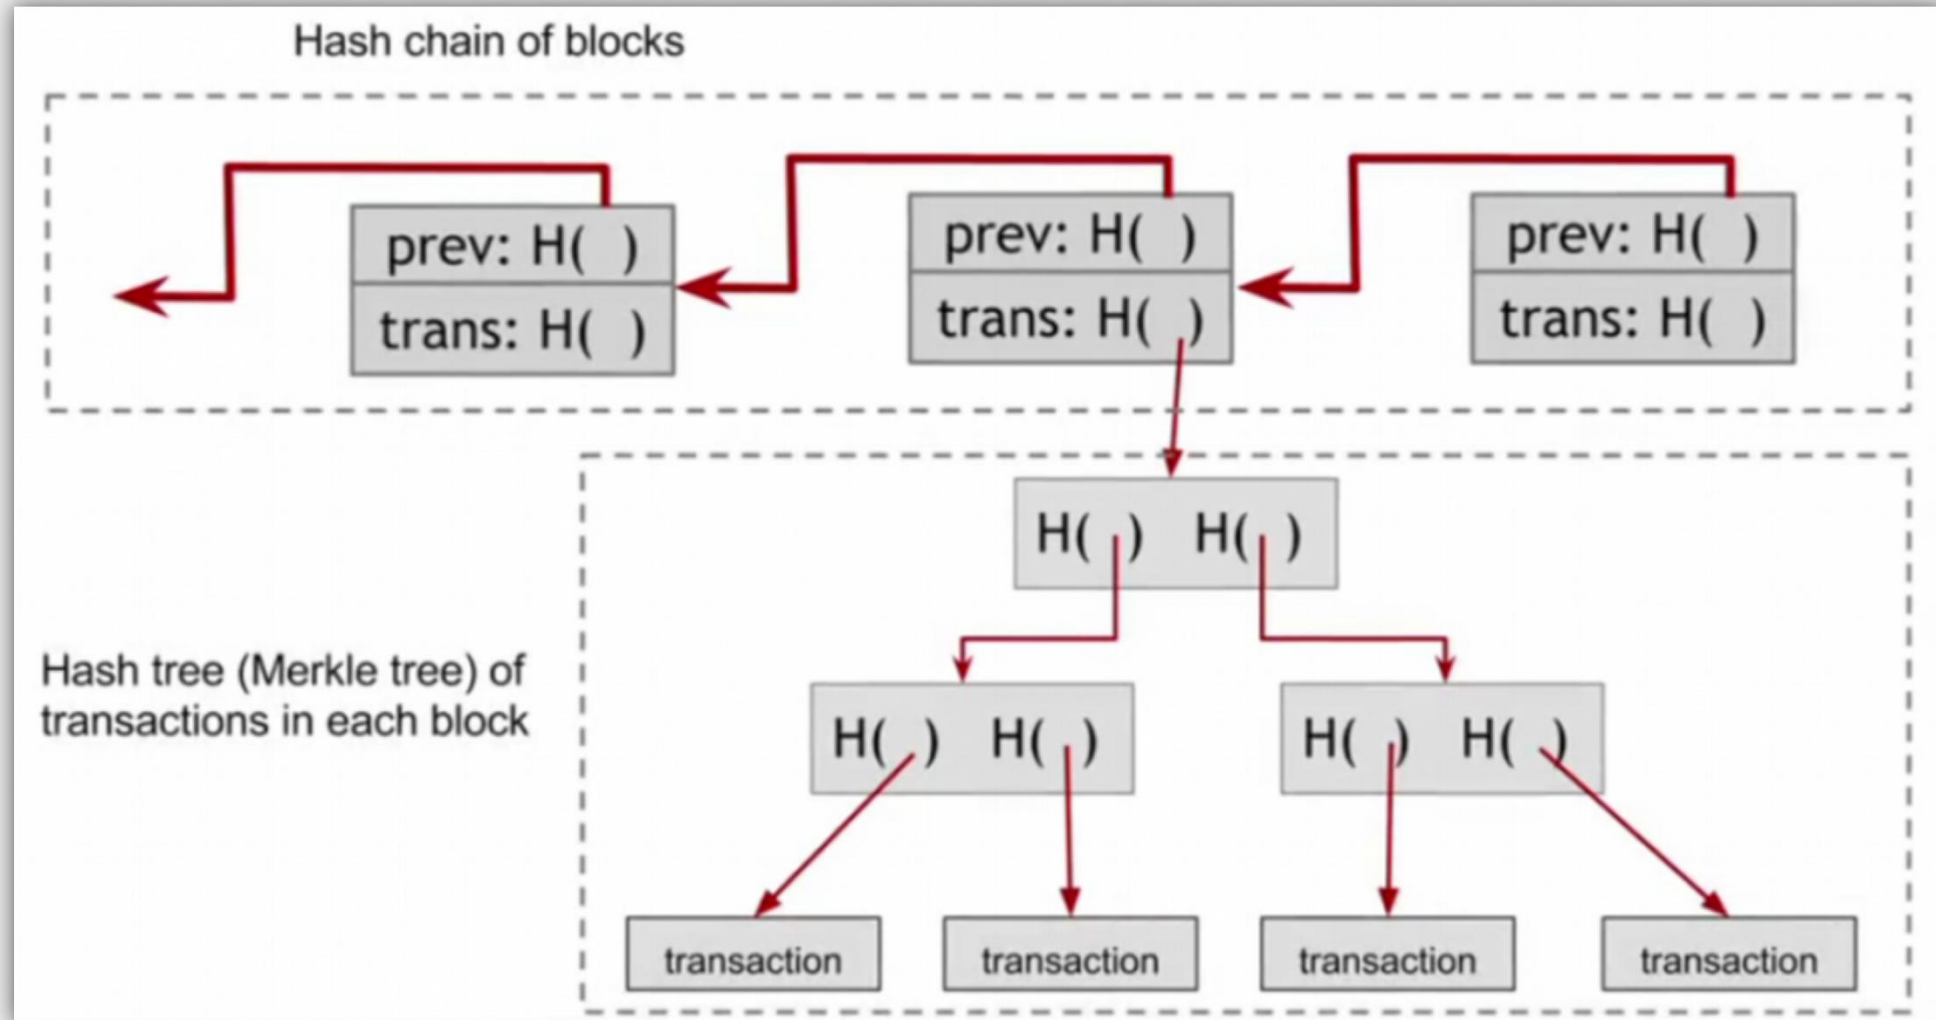 Hash chain of blocks
prev: H( )
trans: H( )
prev: H( )
trans: H( )
prev: H( )
trans: H( )
H( ) H( )
Hash tree (Merkle tree) of
transactions in each block
H( ) H( )
H( ) H( )
transaction
transaction
transaction
transaction